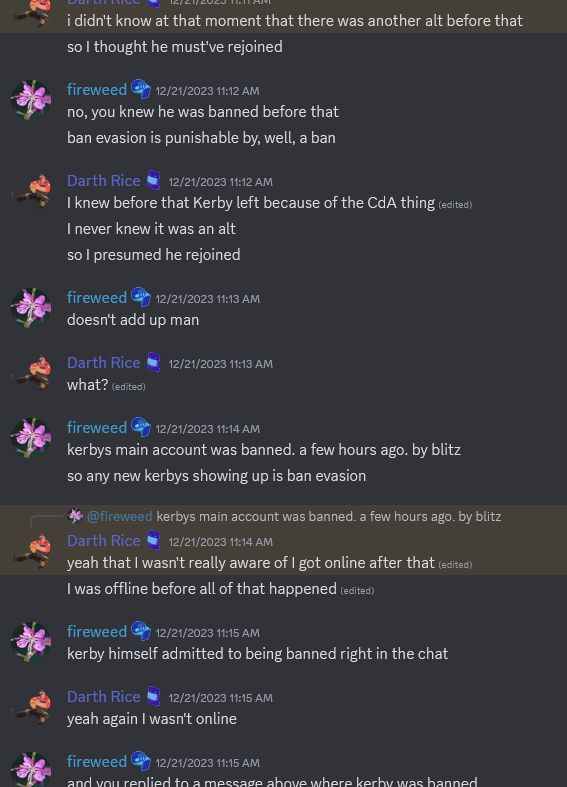 Darth Rice 12/21/2023 11:11 AM
i didn't know at that moment that there was another alt before that
so I thought he must've rejoined
fireweed 12/21/2023 11:12 AM
no, you knew he was banned before that
ban evasion is punishable by, well, a ban
Darth Rice 12/21/2023 11:12 AM
I knew before that Kerby left because of the CdA thing (edited)
I never knew it was an alt
so I presumed he rejoined
fireweed 12/21/2023 11:13 AM
doesn't add up man
Darth Rice 12/21/2023 11:13 AM
what? (edited)
fireweed 12/21/2023 11:14 AM
kerbys main account was banned. a few hours ago. by blitz
so any new kerbys showing up is ban evasion
@fireweed kerbys main account was banned. a few hours ago. by blitz
Darth Rice 12/21/2023 11:14 AM
yeah that I wasn't really aware of I got online after that (edited)
I was offline before all of that happened (edited)
fireweed 12/21/2023 11:15 AM
kerby himself admitted to being banned right in the chat
Darth Rice 12/21/2023 11:15 AM
yeah again I wasn't online
fireweed 12/21/2023 11:15 AM
and you replied to a message above where kerby was banned